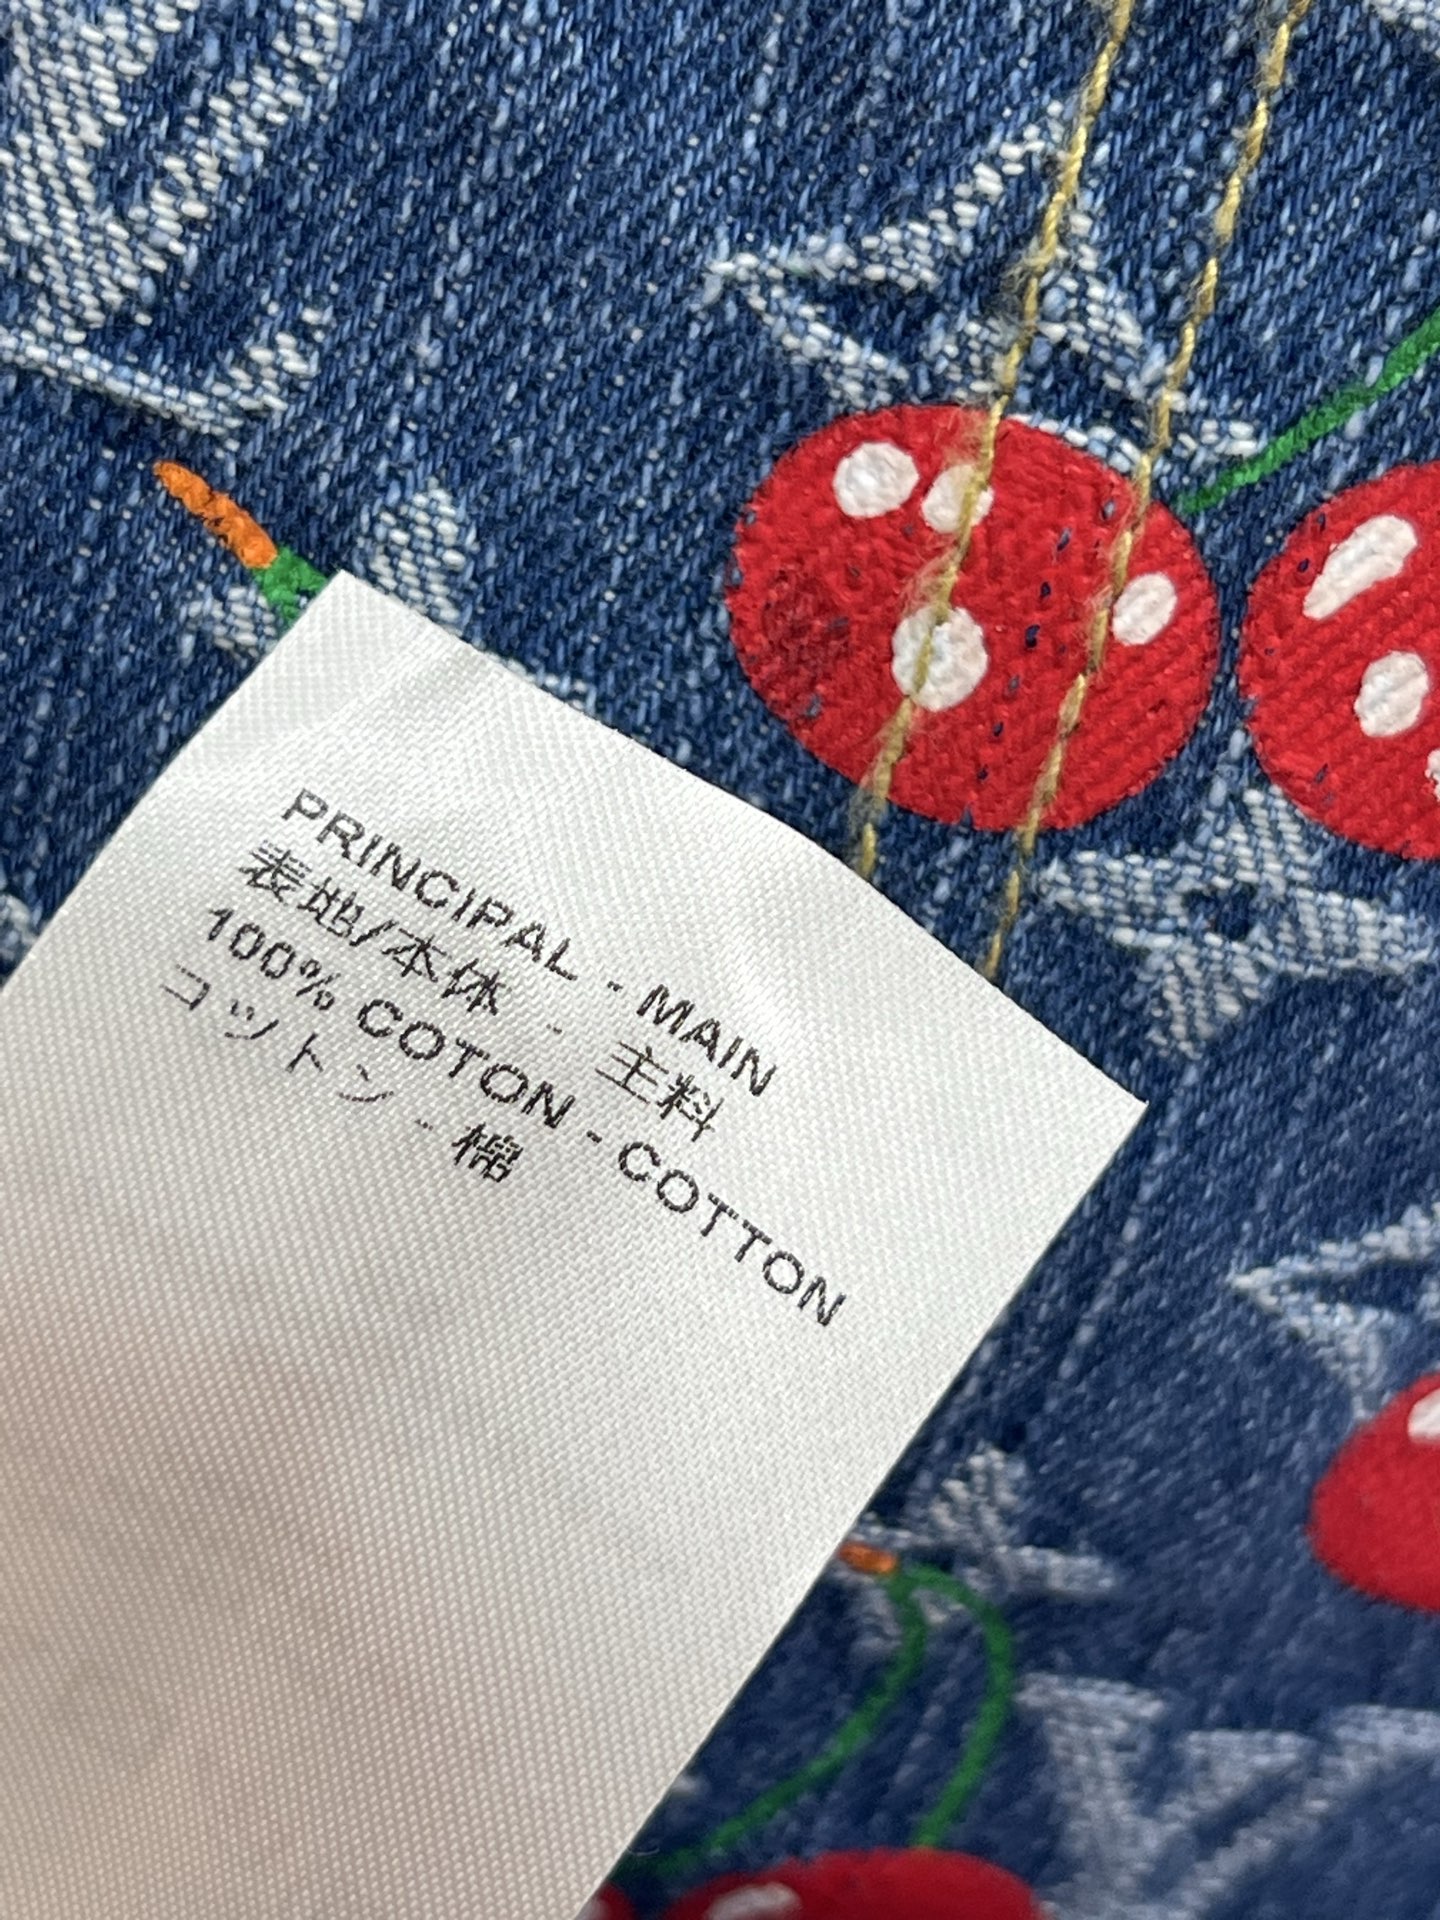 PRINCIPAL - MAIN
表地/本体 - 主料
100% COTON - COTTON
コットン - 棉